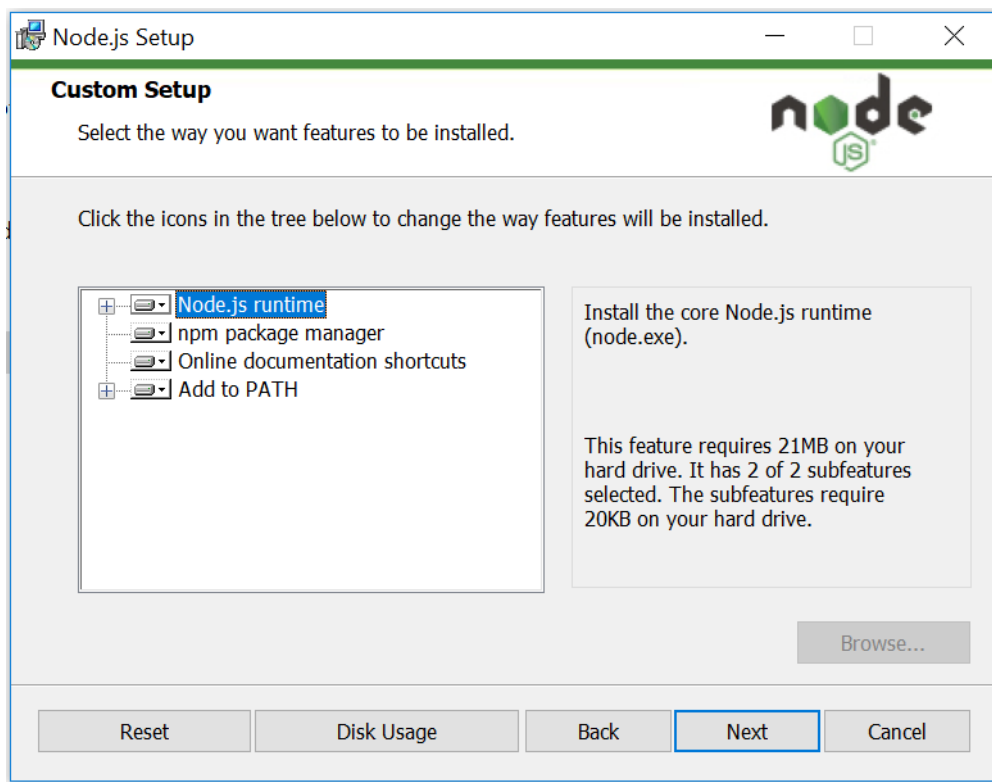 Node.js Setup
Custom Setup
Select the way you want features to be installed.
node
JS
Click the icons in the tree below to change the way features will be installed.
Node.js runtime
npm package manager
Online documentation shortcuts
Add to PATH
Install the core Node.js runtime
(node.exe).
This feature requires 21MB on your
hard drive. It has 2 of 2 subfeatures
selected. The subfeatures require
20KB on your hard drive.
Browse...
Reset
Disk Usage
Back
Next
Cancel